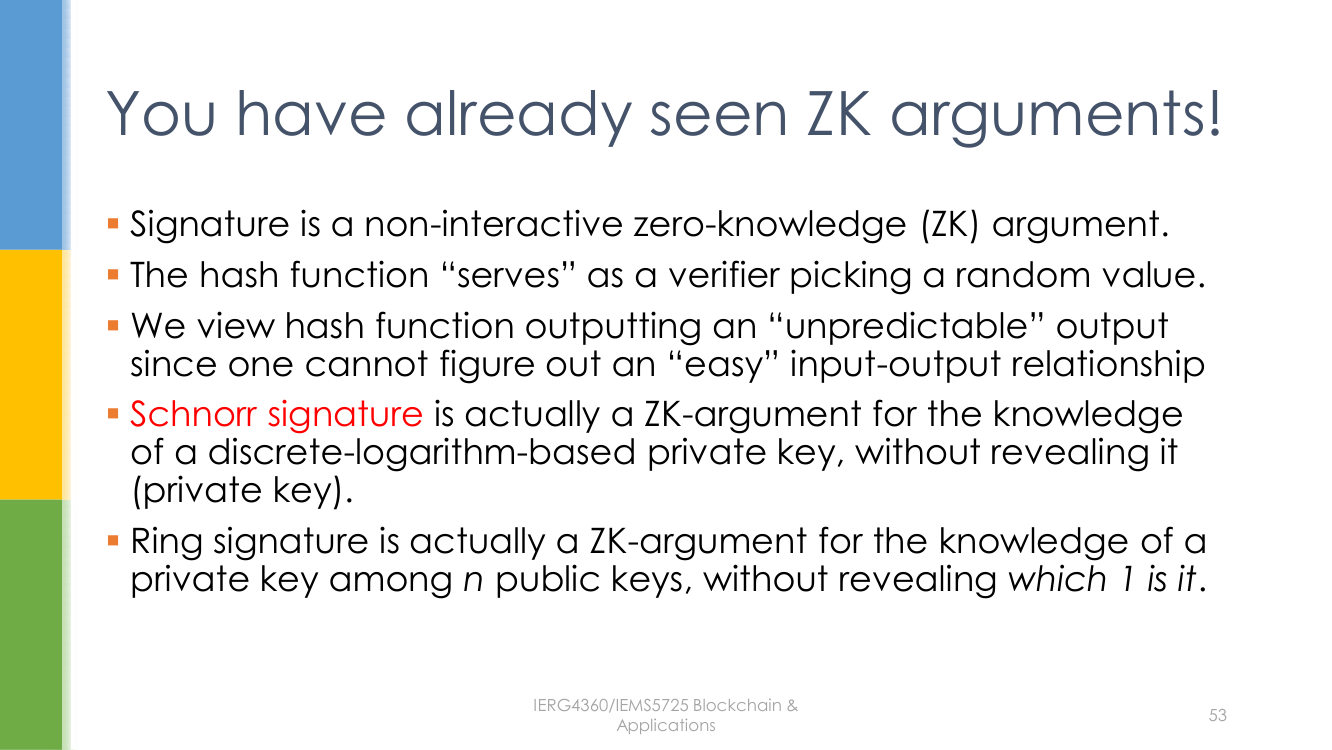 You have already seen ZK arguments!
Signature is a non-interactive zero-knowledge (ZK) argument.
The hash function “serves” as a verifier picking a random value.
We view hash function outputting an “unpredictable” output
since one cannot figure out an “easy” input-output relationship
Schnorr signature is actually a ZK-argument for the knowledge
of a discrete-logarithm-based private key, without revealing it
(private key).
Ring signature is actually a ZK-argument for the knowledge of a
private key among n public keys, without revealing which 1 is it.
IERG4360/IEMS5725 Blockchain &
Applications
53